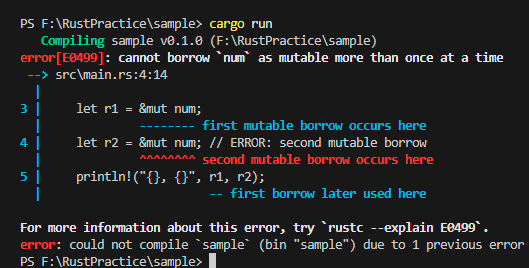 PS F:\RustPractice\sample> cargo run
   Compiling sample v0.1.0 (F:\RustPractice\sample)
error[E0499]: cannot borrow `num` as mutable more than once at a time
 --> src\main.rs:4:14
  |
3 |     let r1 = &mut num;
  |              -------- first mutable borrow occurs here
4 |     let r2 = &mut num; // ERROR: second mutable borrow
  |              ^^^^^^^^ second mutable borrow occurs here
5 |     println!("{}, {}", r1, r2);
  |                        -- first borrow later used here

For more information about this error, try `rustc --explain E0499`.
error: could not compile `sample` (bin "sample") due to 1 previous error
PS F:\RustPractice\sample>